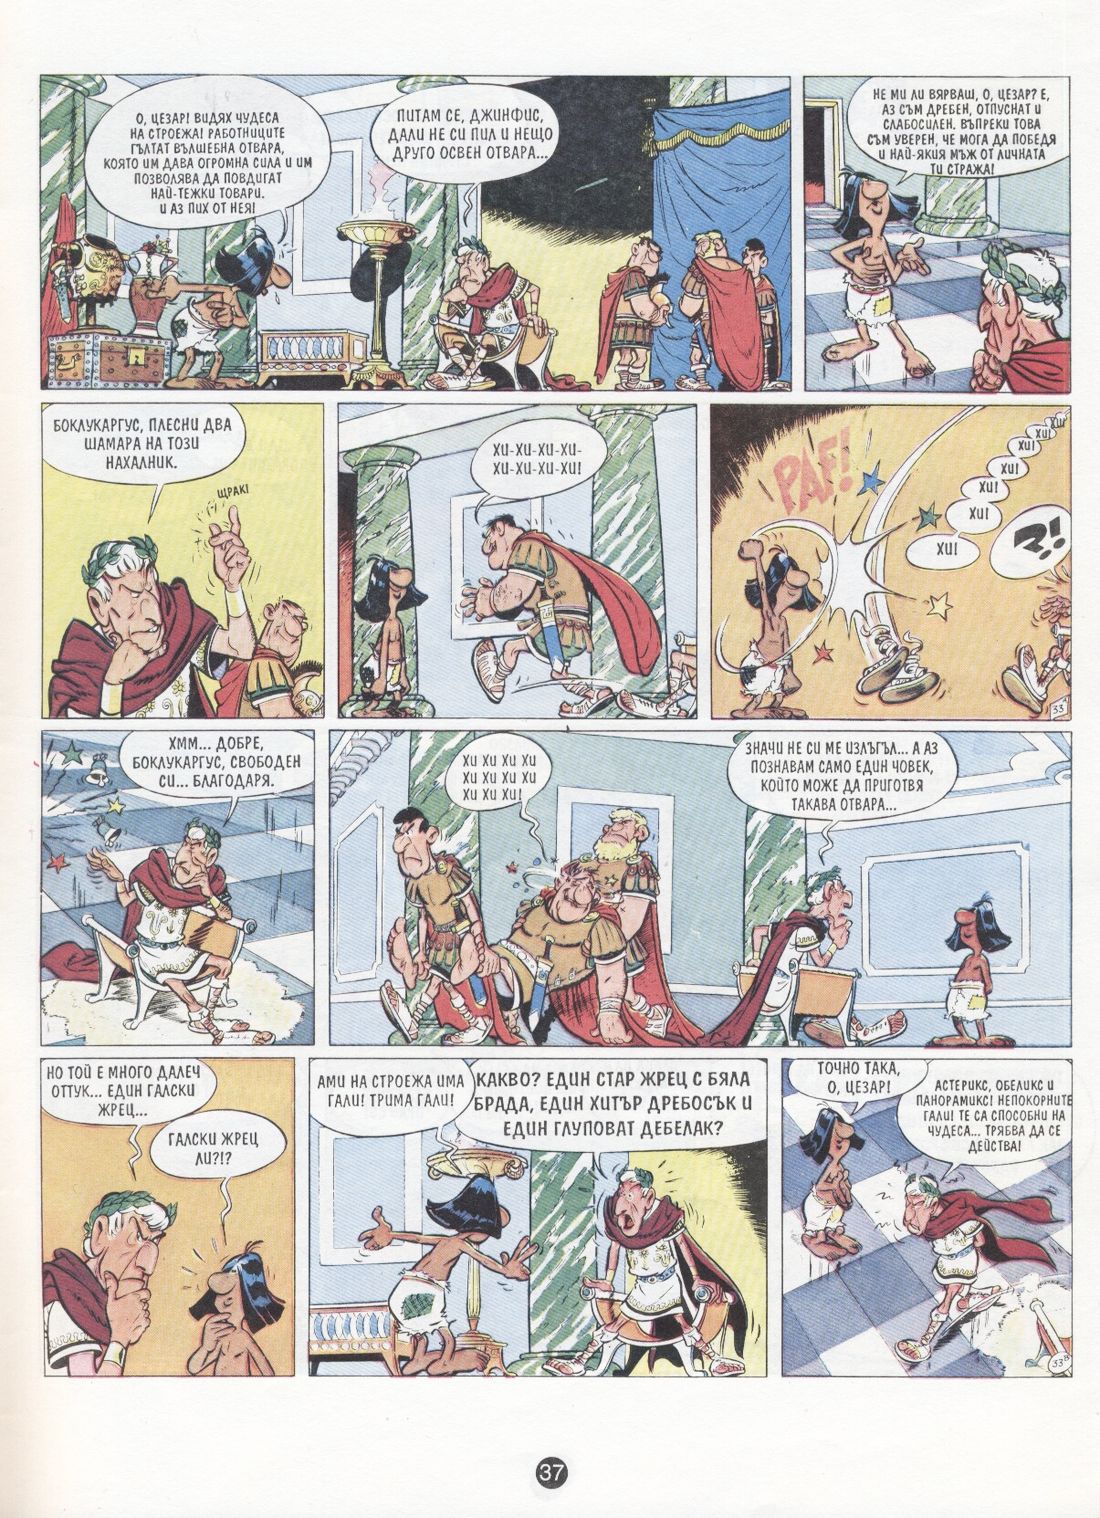 О, ЦЕЗАР! ВИДЯХ ЧУДЕСА
НА СТРОЕЖА! РАБОТНИЦИТЕ
ГЪЛТАТ ВЪЛШЕБНА ОТВАРА,
КОЯТО ИМ ДАВА ОГРОМНА СИЛА И ИМ
ПОЗВОЛЯВА ДА ПОВДИГАТ
НАЙ-ТЕЖКИ ТОВАРИ.
И АЗ ПИХ ОТ НЕЯ!
ПИТАМ СЕ, ДЖИНФИС,
ДАЛИ НЕ СИ ПИЛ И НЕЩО
ДРУГО ОСВЕН ОТВАРА...
НЕ МИ ЛИ ВЯРВАШ, О, ЦЕЗАР? Е,
АЗ СЪМ ДРЕБЕН, ОТПУСНАТ И
СЛАБОСИЛЕН. ВЪПРЕКИ ТОВА
СЪМ УВЕРЕН, ЧЕ МОГА ДА ПОБЕДЯ
И НАЙ-ЯКИЯ МЪЖ ОТ ЛИЧНАТА
ТИ СТРАЖА!
БОКЛУКАРГУС, ПЛЕСНИ ДВА
ШАМАРА НА ТОЗИ
НАХАЛНИК.
ЩРАК!
ХИ-ХИ-ХИ-ХИ-
ХИ-ХИ-ХИ-ХИ!
PAF!
ХИ!
ХИ!
ХИ!
ХИ!
ХИ!
ХИ!
ХИ!
?!
33A
ХММ... ДОБРЕ,
БОКЛУКАРГУС, СВОБОДЕН
СИ... БЛАГОДАРЯ.
ХИ ХИ ХИ ХИ
ХИ ХИ ХИ ХИ
ХИ ХИ ХИ!
ЗНАЧИ НЕ СИ МЕ ИЗЛЪГЪЛ... А АЗ
ПОЗНАВАМ САМО ЕДИН ЧОВЕК,
КОЙТО МОЖЕ ДА ПРИГОТВЯ
ТАКАВА ОТВАРА...
НО ТОЙ Е МНОГО ДАЛЕЧ
ОТТУК... ЕДИН ГАЛСКИ
ЖРЕЦ...
ГАЛСКИ ЖРЕЦ
ЛИ?!?
АМИ НА СТРОЕЖА ИМА
ГАЛИ! ТРИМА ГАЛИ!
КАКВО? ЕДИН СТАР ЖРЕЦ С БЯЛА
БРАДА, ЕДИН ХИТЪР ДРЕБОСЪК И
ЕДИН ГЛУПОВАТ ДЕБЕЛАК?
ТОЧНО ТАКА,
О, ЦЕЗАР!
АСТЕРИКС, ОБЕЛИКС И
ПАНОРАМИКС! НЕПОКОРНИТЕ
ГАЛИ! ТЕ СА СПОСОБНИ НА
ЧУДЕСА... ТРЯБВА ДА СЕ
ДЕЙСТВА!
33B
37